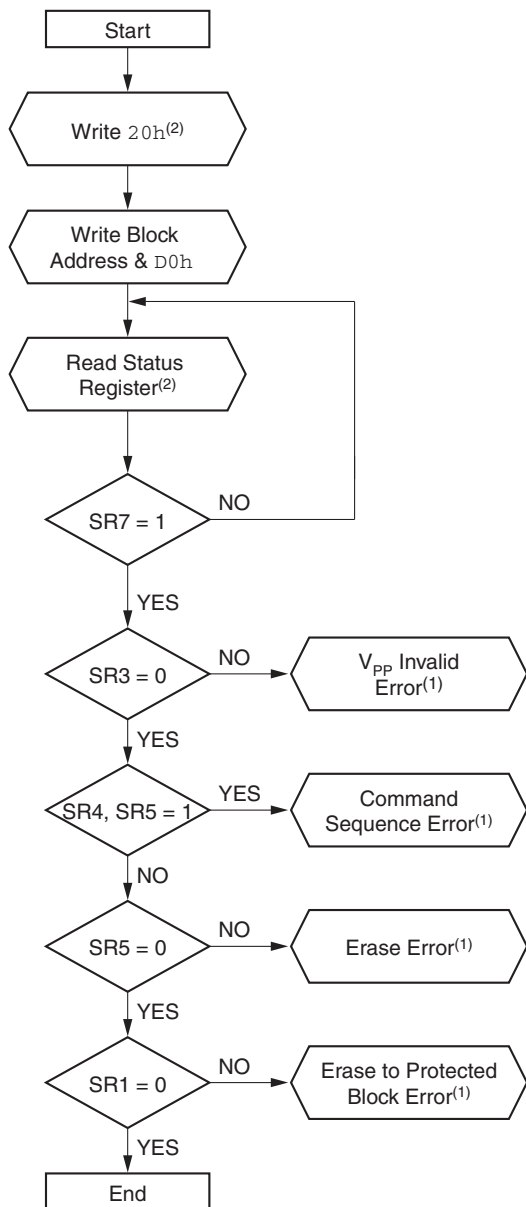 Start
Write 20h(2)
Write Block
Address & D0h
Read Status
Register(2)
NO
SR7 = 1
YES
NO
SR3 = 0
VPP Invalid
Error(1)
YES
YES
SR4, SR5 = 1
Command
Sequence Error(1)
NO
NO
SR5 = 0
Erase Error(1)
YES
NO
SR1 = 0
Erase to Protected
Block Error(1)
YES
End